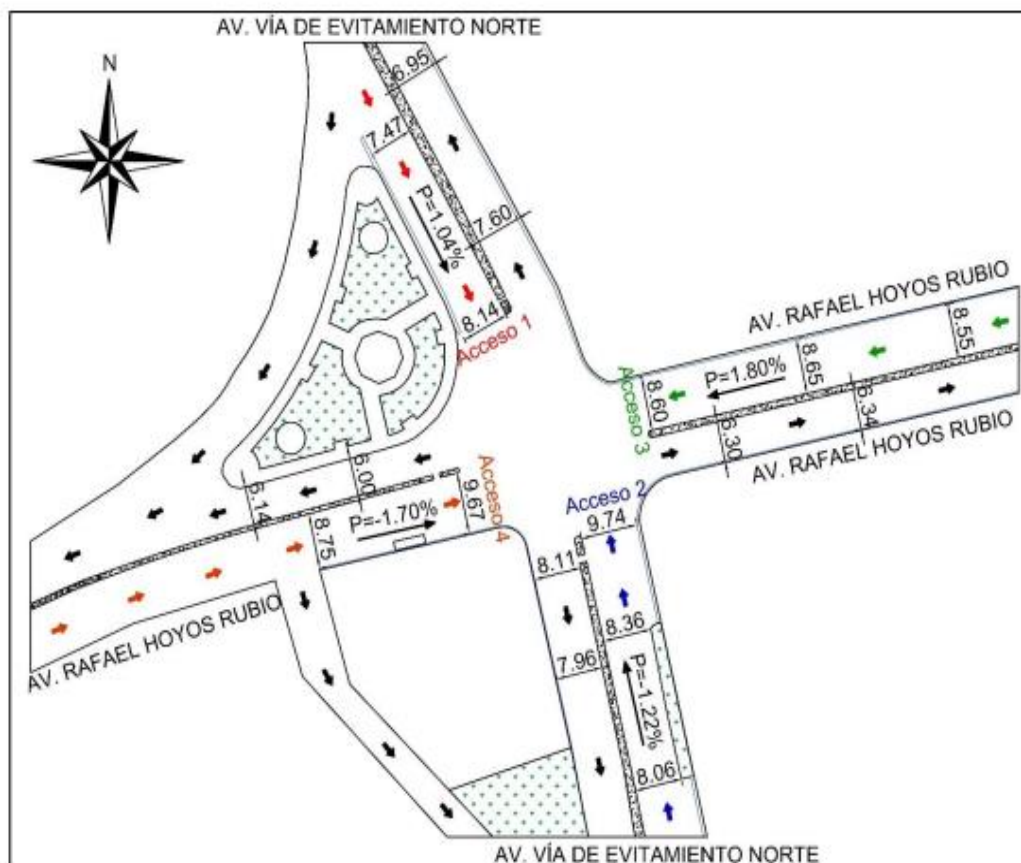 AV. VÍA DE EVITAMIENTO NORTE
N
6.95
7.47
P=1.04%
7.60
8.14
Acceso 1
AV. RAFAEL HOYOS RUBIO
8.55
8.65
P=1.80%
8.60
Acceso 3
6.34
6.30
AV. RAFAEL HOYOS RUBIO
6.00
6.14
Acceso 4
9.67
P=-1.70%
8.75
Acceso 2
9.74
8.11
8.36
7.96
P=-1.22%
8.06
AV. RAFAEL HOYOS RUBIO
AV. VÍA DE EVITAMIENTO NORTE